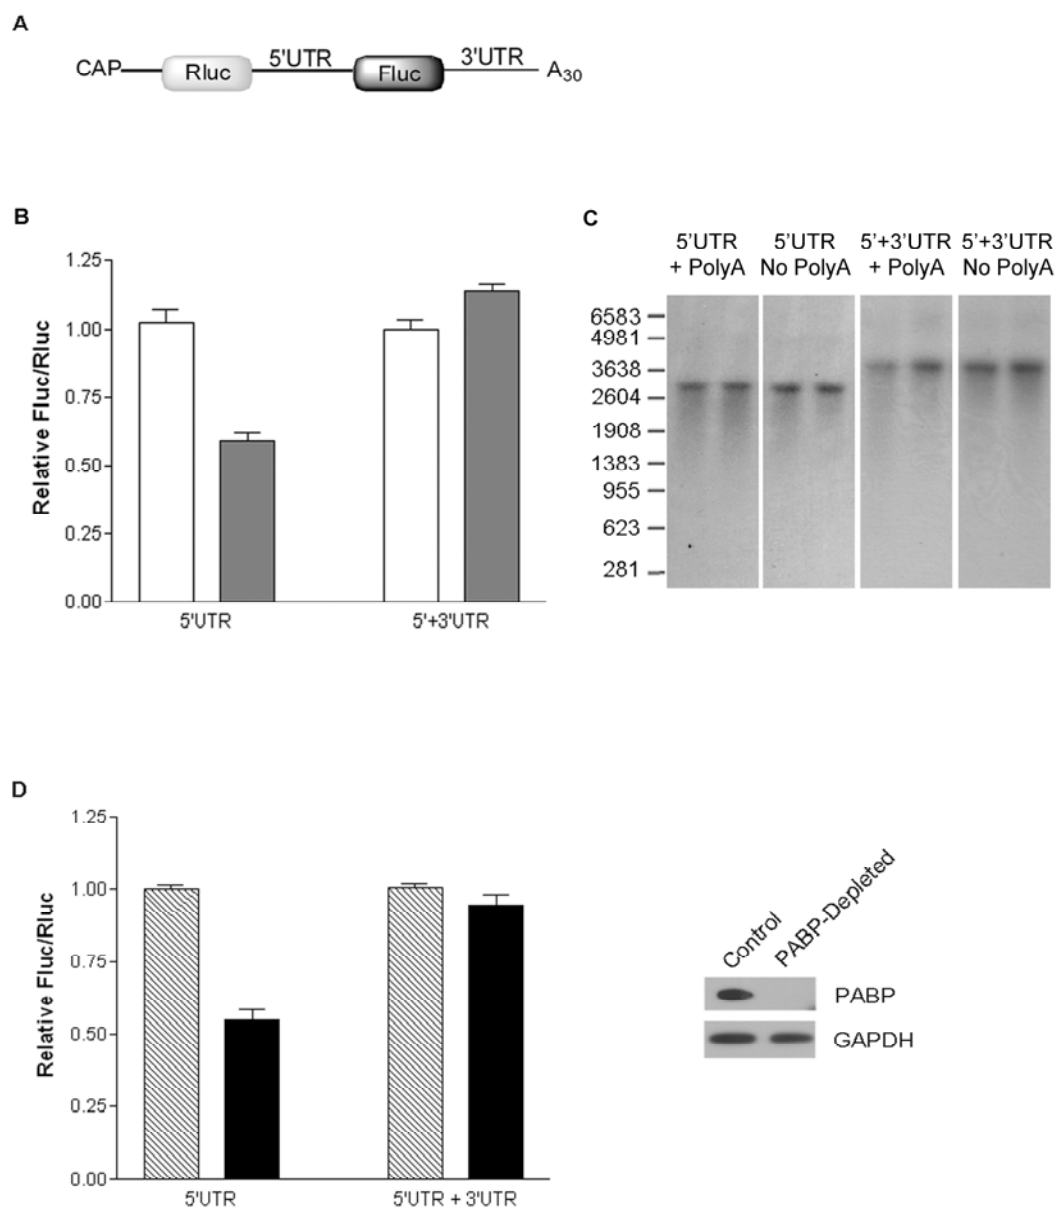 A
CAP Rluc 5'UTR Fluc 3'UTR A30
B
Relative Fluc/Rluc
1.25
1.00
0.75
0.50
0.25
0.00
5'UTR 5'+3'UTR
C
5'UTR 5'UTR 5'+3'UTR 5'+3'UTR
+ PolyA No PolyA + PolyA No PolyA
6583
4981
3638
2604
1908
1383
955
623
281
D
Relative Fluc/Rluc
1.25
1.00
0.75
0.50
0.25
0.00
5'UTR 5'UTR + 3'UTR
Control
PABP-Depleted
PABP
GAPDH